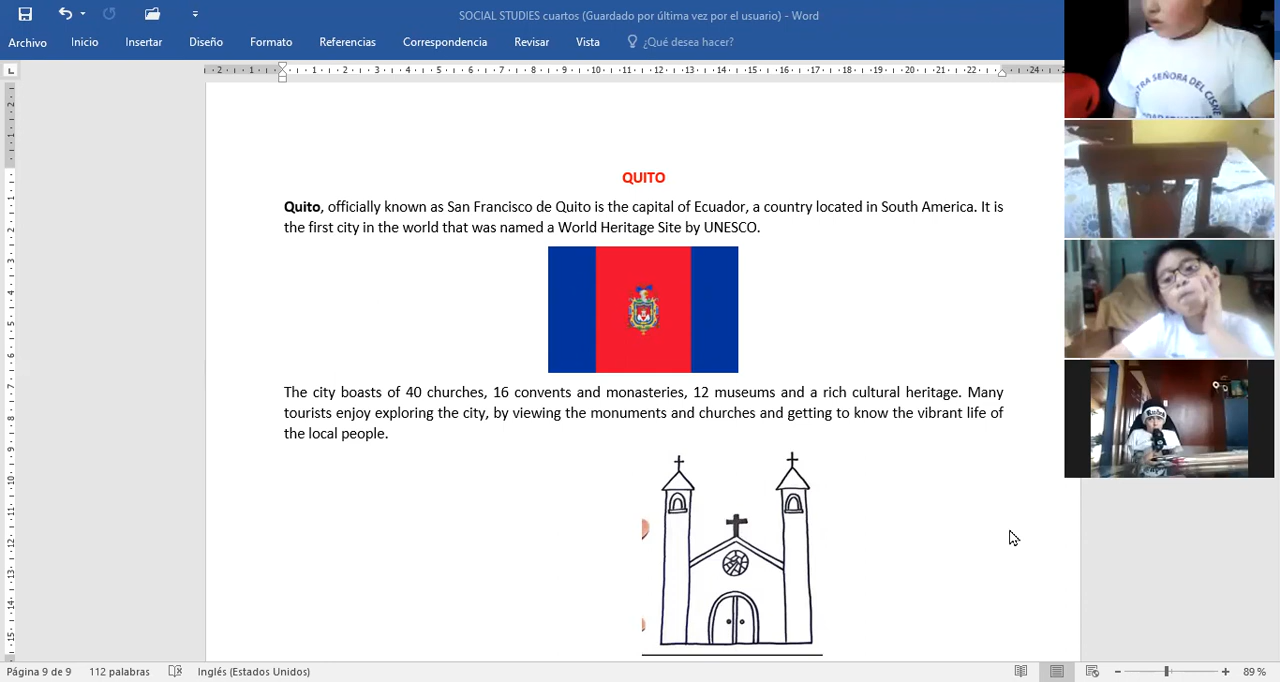 SOCIAL STUDIES cuartos (Guardado por última vez por el usuario) - Word
Archivo Inicio Insertar Diseño Formato Referencias Correspondencia Revisar Vista ¿Qué desea hacer?
QUITO
Quito, officially known as San Francisco de Quito is the capital of Ecuador, a country located in South America. It is
the first city in the world that was named a World Heritage Site by UNESCO.
The city boasts of 40 churches, 16 convents and monasteries, 12 museums and a rich cultural heritage. Many
tourists enjoy exploring the city, by viewing the monuments and churches and getting to know the vibrant life of
the local people.
SEÑORA DEL CISNE
Página 9 de 9 112 palabras Inglés (Estados Unidos) 89 %